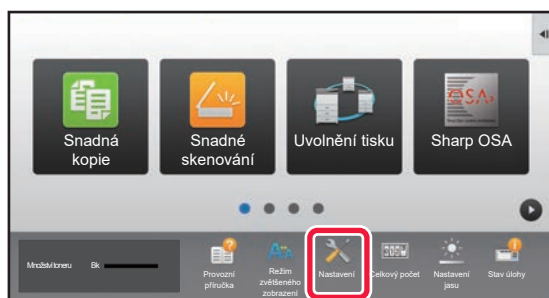 Snadná
kopie
Snadné
skenování
Uvolnění tisku
Sharp OSA
Množství toneru Bk
Provozní
příručka
Režim
zvětšeného
zobrazení
Nastavení
Celkový počet
Nastavení
jasu
Stav úlohy